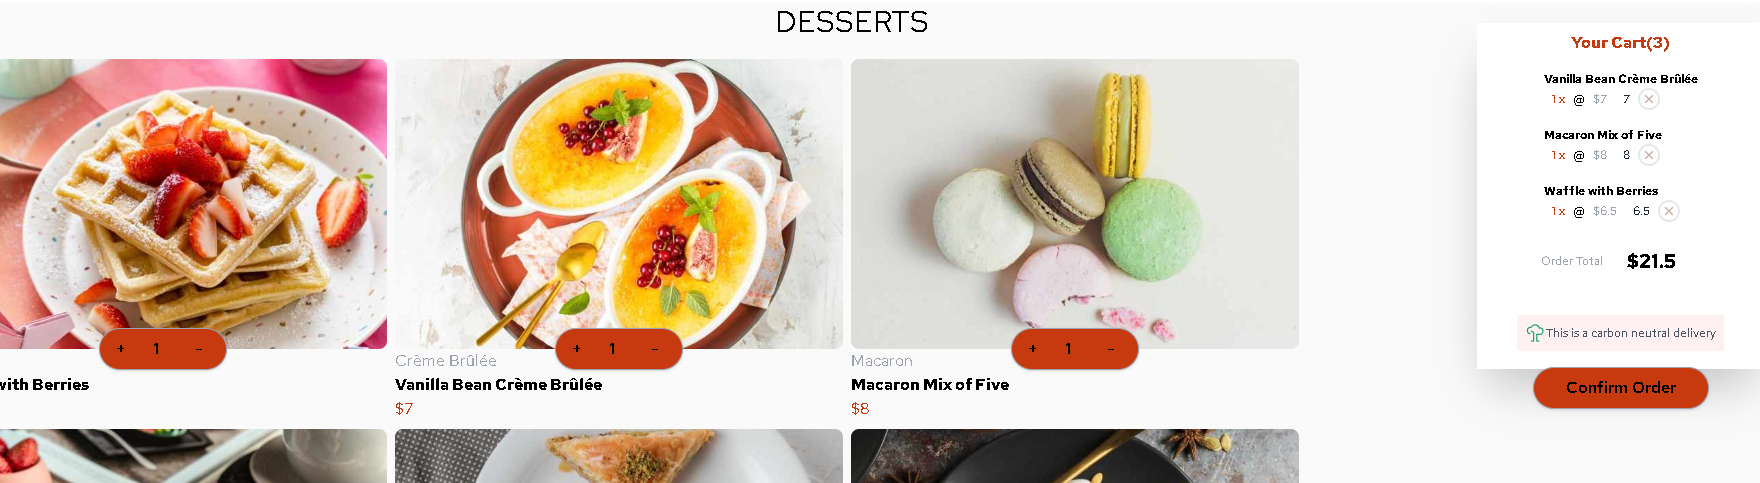 DESSERTS
+ 1 -
with Berries
+ 1 -
Crème Brûlée
Vanilla Bean Crème Brûlée
$7
+ 1 -
Macaron
Macaron Mix of Five
$8
Your Cart(3)
Vanilla Bean Crème Brûlée
1x @ $7 7
Macaron Mix of Five
1x @ $8 8
Waffle with Berries
1x @ $6.5 6.5
Order Total $21.5
This is a carbon neutral delivery
Confirm Order